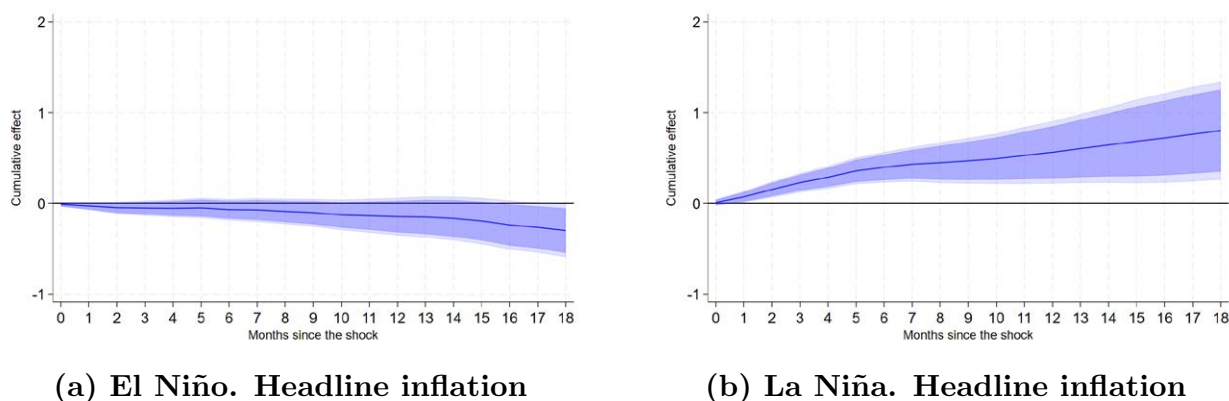 2
1
0
-1
Cumulative effect
0 1 2 3 4 5 6 7 8 9 10 11 12 13 14 15 16 17 18
Months since the shock
(a) El Niño. Headline inflation
2
1
0
-1
Cumulative effect
0 1 2 3 4 5 6 7 8 9 10 11 12 13 14 15 16 17 18
Months since the shock
(b) La Niña. Headline inflation